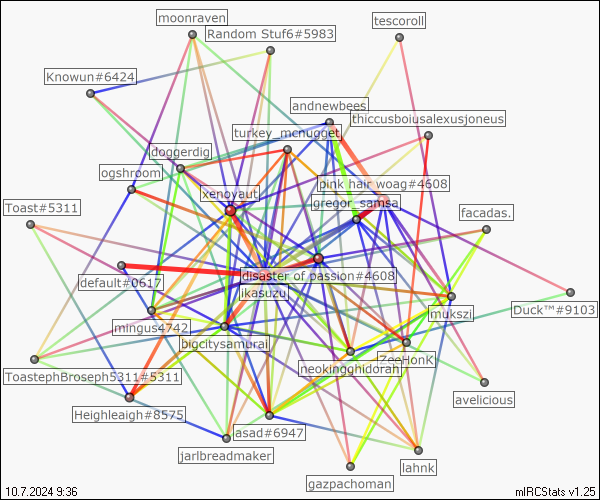 moonraven
tescoroll
Random Stuf6#5983
Knowun#6424
andnewbees
thiccusboiusalexusjoneus
turkey_mcnugget
doggerdig
ogshroom
pink hair woag#4608
xenoyaut
gregor_samsa
Toast#5311
facadas.
disaster of passion#4608
default#0617
ikasuzu
Duck™#9103
mukszi
mingus4742
bigcitysamurai
ZeeHonK
neokingghidorah
ToastephBroseph5311#5311
avelicious
Heighleaigh#8575
asad#6947
jarlbreadmaker
lahnk
gazpachoman
10.7.2024 9:36
mIRCStats v1.25